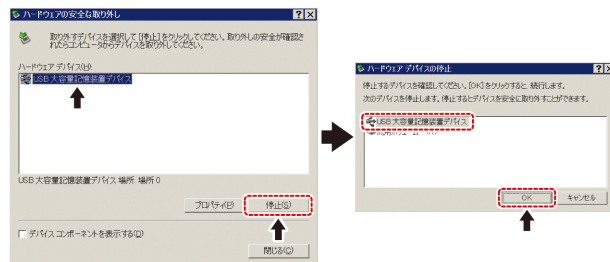 ハードウェアの安全な取り外し
取り外すデバイスを選択して [停止] をクリックしてください。取り外しの安全が確認さ
れたらコンピュータからデバイスを取り外してください。
ハードウェア デバイス(H):
USB 大容量記憶装置デバイス
USB 大容量記憶装置デバイス 場所 場所 0
プロパティ(P)
停止(S)
デバイス コンポーネントを表示する(D)
閉じる(C)
ハードウェア デバイスの停止
停止するデバイスを確認してください。[OK] をクリックすると、続行します。
次のデバイスを停止します。停止するとデバイスを安全に取り外すことができます。
USB 大容量記憶装置デバイス
OK
キャンセル